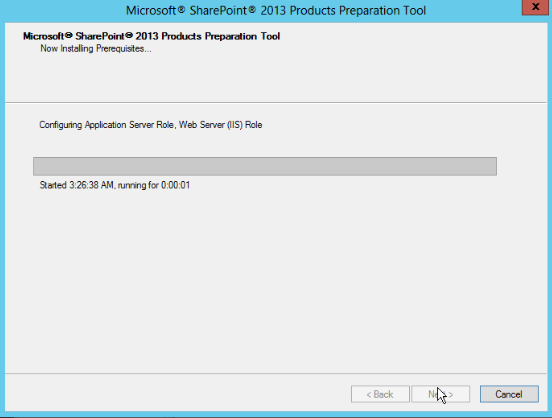 Microsoft® SharePoint® 2013 Products Preparation Tool
x
Microsoft® SharePoint® 2013 Products Preparation Tool
Now Installing Prerequisites...
Configuring Application Server Role, Web Server (IIS) Role
Started 3:26:38 AM, running for 0:00:01
< Back
Cancel